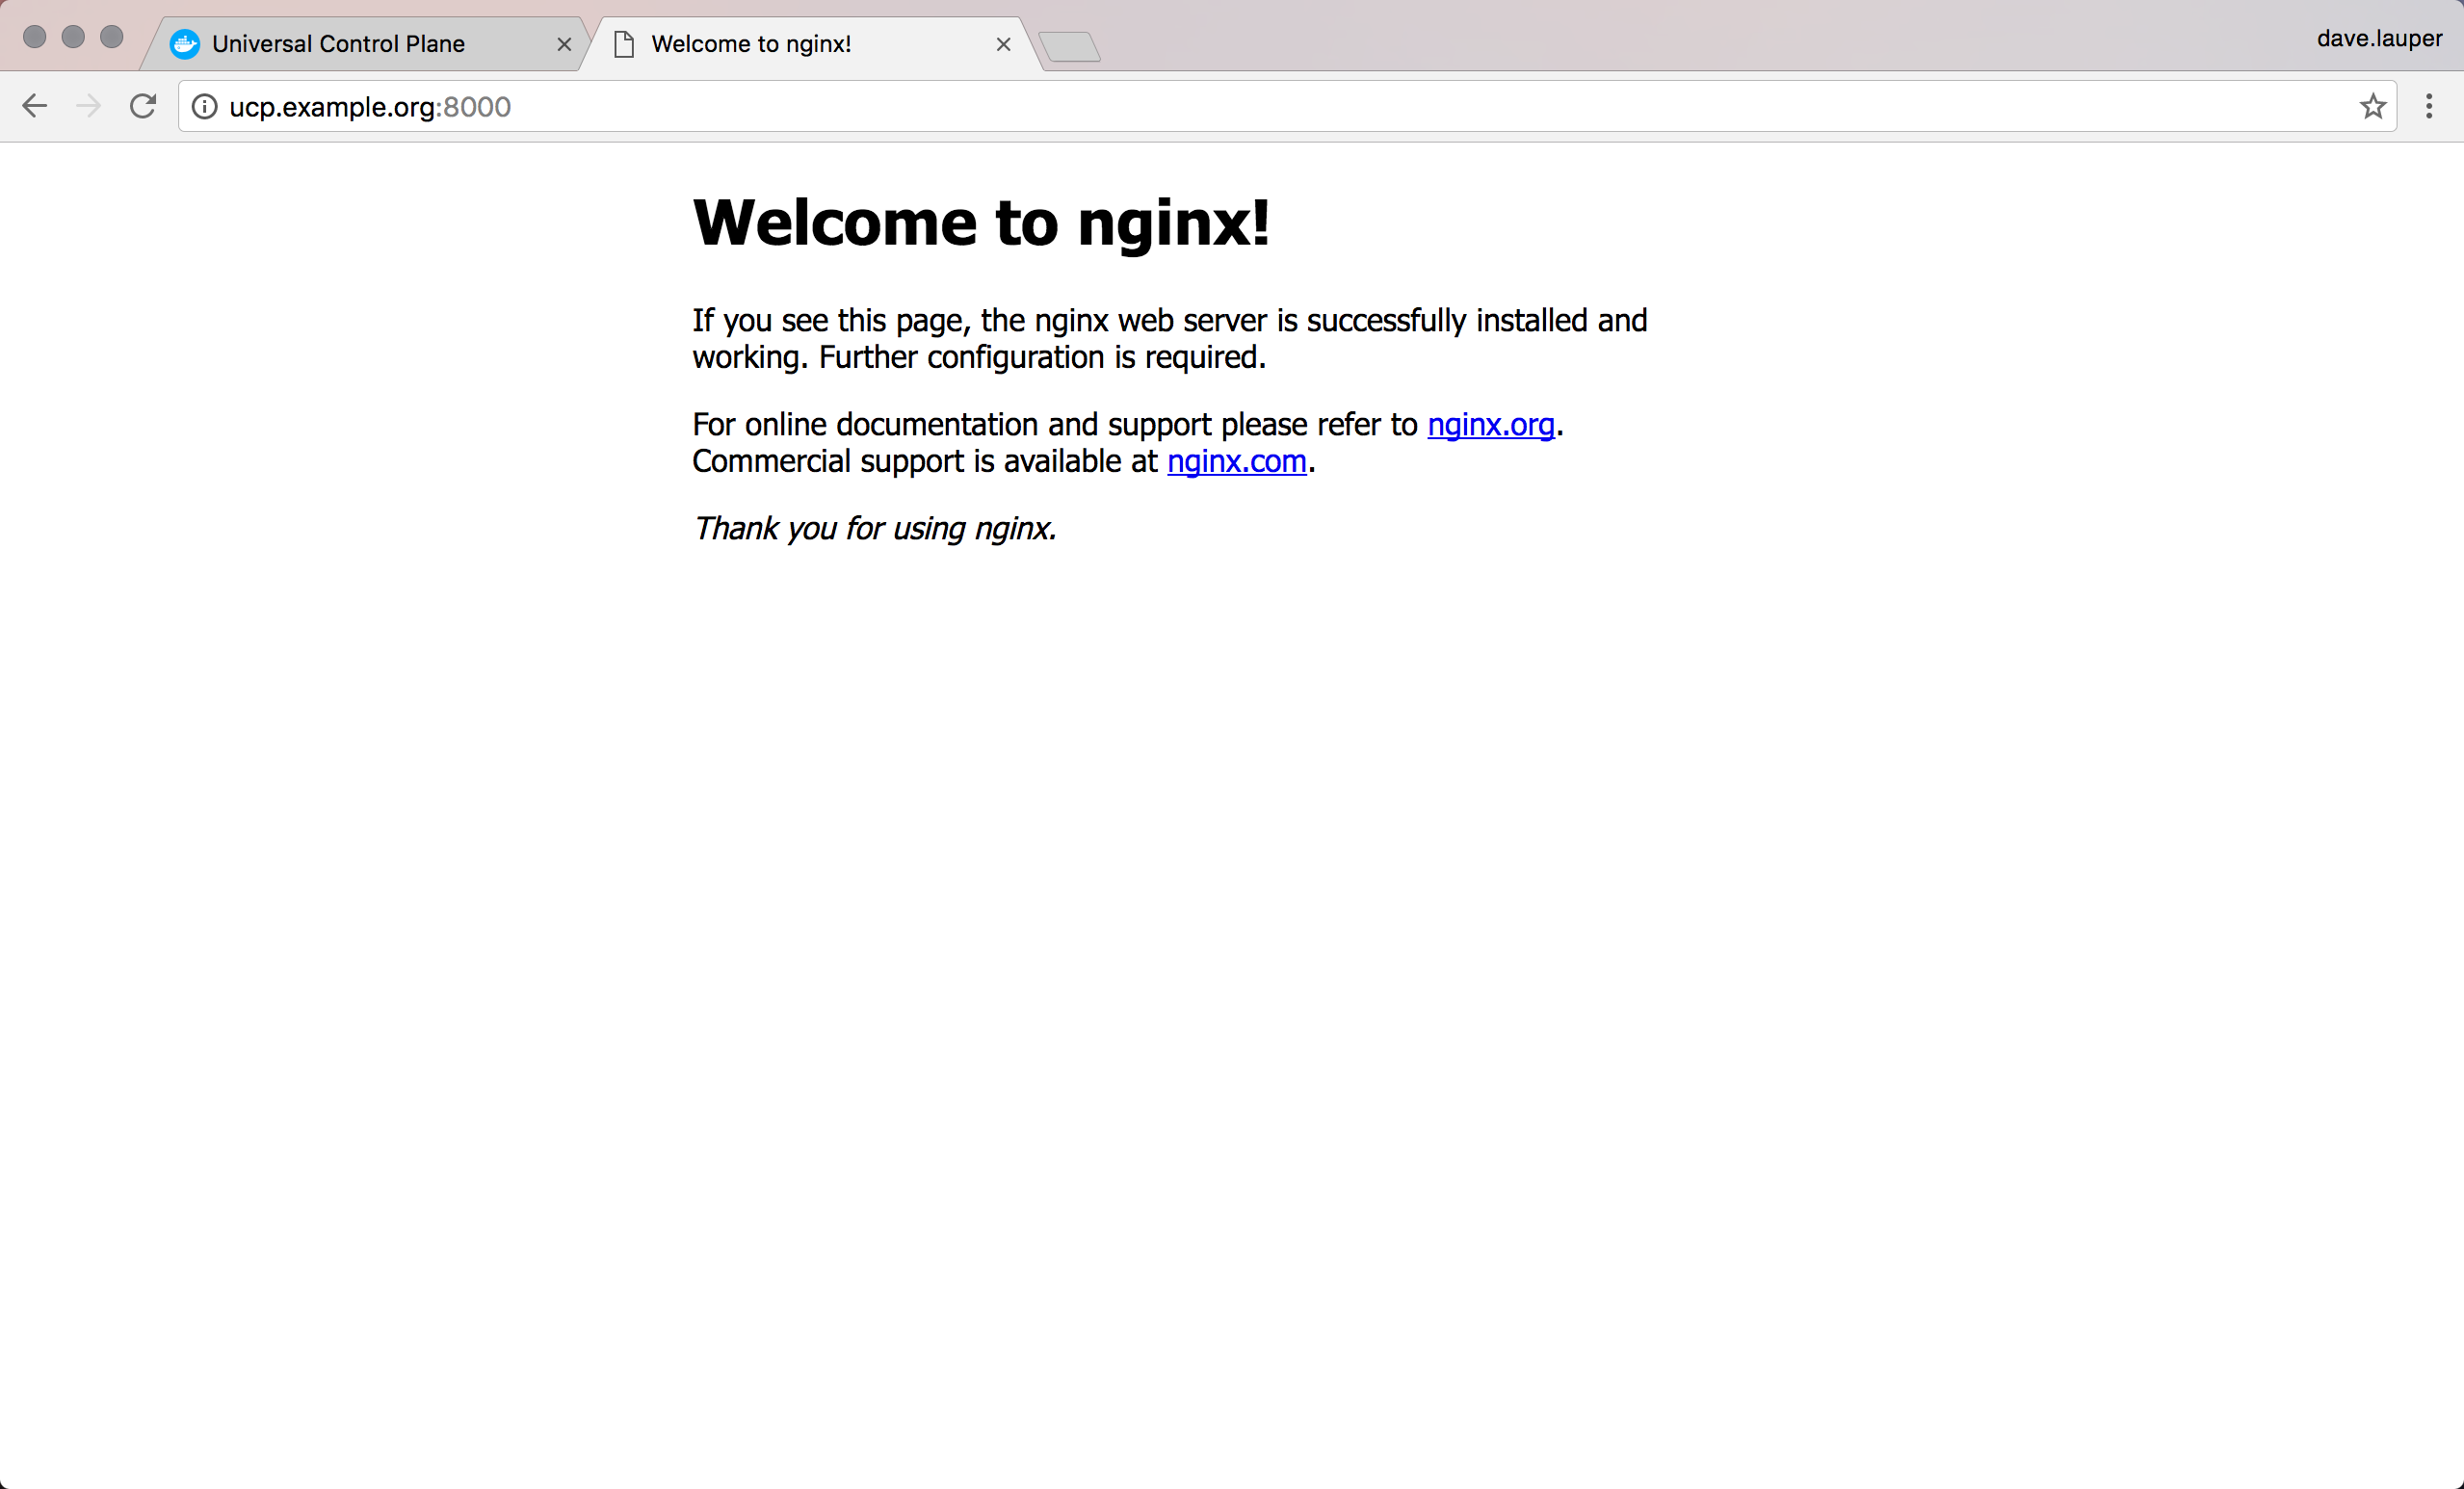 Universal Control Plane
Welcome to nginx!
dave.lauper
ucp.example.org:8000
Welcome to nginx!
If you see this page, the nginx web server is successfully installed and
working. Further configuration is required.
For online documentation and support please refer to nginx.org.
Commercial support is available at nginx.com.
Thank you for using nginx.